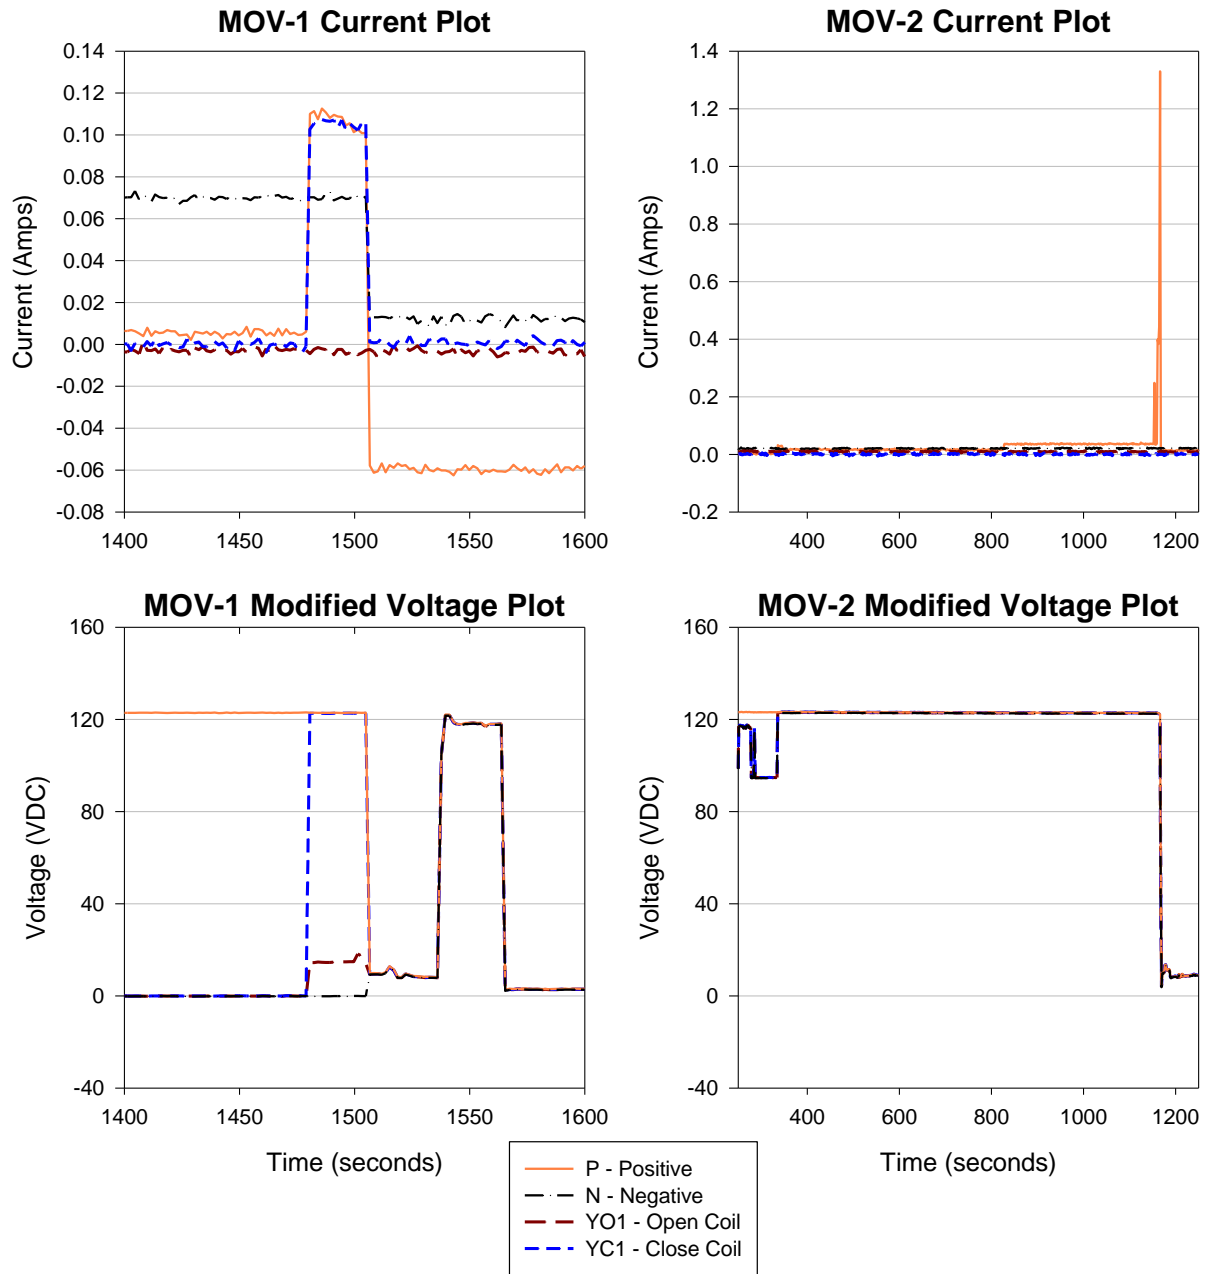 MOV-1 Current Plot
0.14
0.12
0.10
0.08
0.06
0.04
0.02
0.00
-0.02
-0.04
-0.06
-0.08
Current (Amps)
1400 1450 1500 1550 1600
MOV-2 Current Plot
1.4
1.2
1.0
0.8
0.6
0.4
0.2
0.0
-0.2
Current (Amps)
400 600 800 1000 1200
MOV-1 Modified Voltage Plot
160
120
80
40
0
-40
Voltage (VDC)
1400 1450 1500 1550 1600
Time (seconds)
MOV-2 Modified Voltage Plot
160
120
80
40
0
-40
Voltage (VDC)
400 600 800 1000 1200
Time (seconds)
P - Positive
N - Negative
YO1 - Open Coil
YC1 - Close Coil